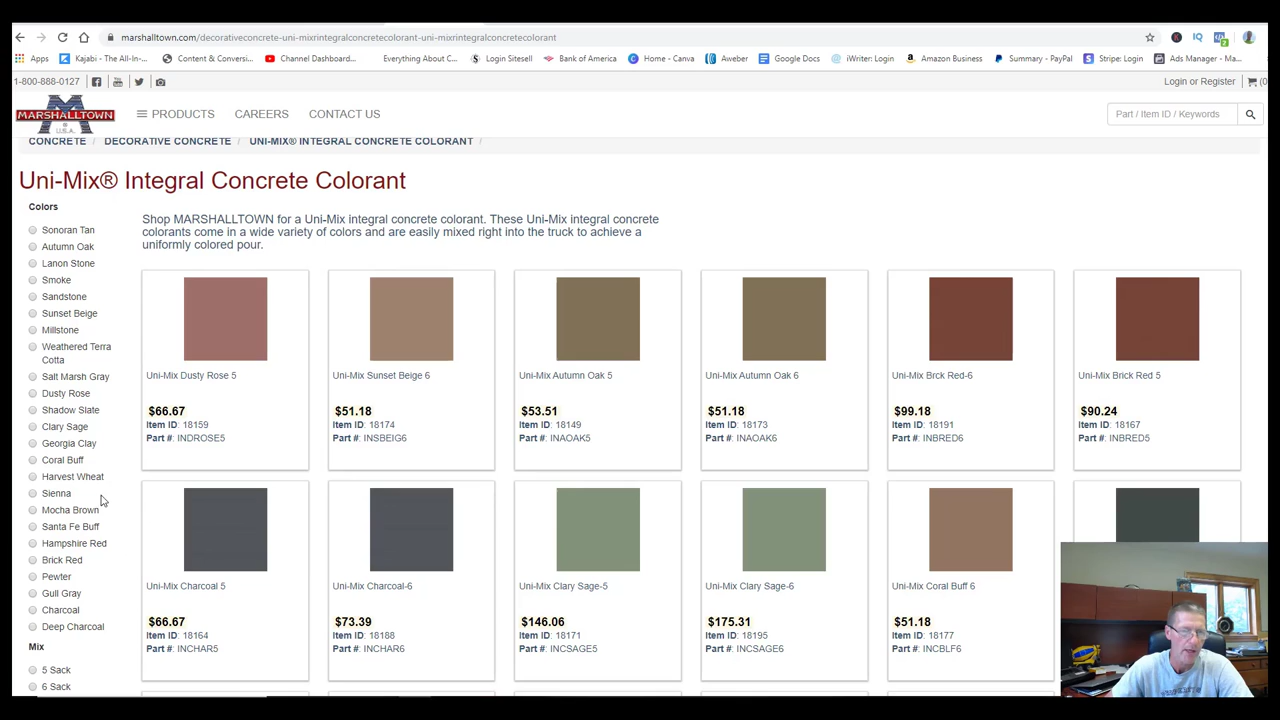 marshalltown.com/decorativeconcrete-uni-mixrintegralconcretecolorant-uni-mixrintegralconcretecolorant
Apps Kajabi - The All-In-... Content & Conversi... Channel Dashboard... Everything About C... Login Sitesell Bank of America Home - Canva Aweber Google Docs iWriter: Login Amazon Business Summary - PayPal Stripe: Login Ads Manager - Ma...
1-800-888-0127 Login or Register (0
MARSHALLTOWN U.S.A. PRODUCTS CAREERS CONTACT US Part / Item ID / Keywords
CONCRETE / DECORATIVE CONCRETE / UNI-MIX® INTEGRAL CONCRETE COLORANT /
Uni-Mix® Integral Concrete Colorant
Colors
Sonoran Tan
Autumn Oak
Lanon Stone
Smoke
Sandstone
Sunset Beige
Millstone
Weathered Terra
Cotta
Salt Marsh Gray
Dusty Rose
Shadow Slate
Clary Sage
Georgia Clay
Coral Buff
Harvest Wheat
Sienna
Mocha Brown
Santa Fe Buff
Hampshire Red
Brick Red
Pewter
Gull Gray
Charcoal
Deep Charcoal
Mix
5 Sack
6 Sack
Shop MARSHALLTOWN for a Uni-Mix integral concrete colorant. These Uni-Mix integral concrete
colorants come in a wide variety of colors and are easily mixed right into the truck to achieve a
uniformly colored pour.
Uni-Mix Dusty Rose 5
$66.67
Item ID: 18159
Part #: INDROSE5
Uni-Mix Sunset Beige 6
$51.18
Item ID: 18174
Part #: INSBEIG6
Uni-Mix Autumn Oak 5
$53.51
Item ID: 18149
Part #: INAOAK5
Uni-Mix Autumn Oak 6
$51.18
Item ID: 18173
Part #: INAOAK6
Uni-Mix Brck Red-6
$99.18
Item ID: 18191
Part #: INBRED6
Uni-Mix Brick Red 5
$90.24
Item ID: 18167
Part #: INBRED5
Uni-Mix Charcoal 5
$66.67
Item ID: 18164
Part #: INCHAR5
Uni-Mix Charcoal-6
$73.39
Item ID: 18188
Part #: INCHAR6
Uni-Mix Clary Sage-5
$146.06
Item ID: 18171
Part #: INCSAGE5
Uni-Mix Clary Sage-6
$175.31
Item ID: 18195
Part #: INCSAGE6
Uni-Mix Coral Buff 6
$51.18
Item ID: 18177
Part #: INCBLF6